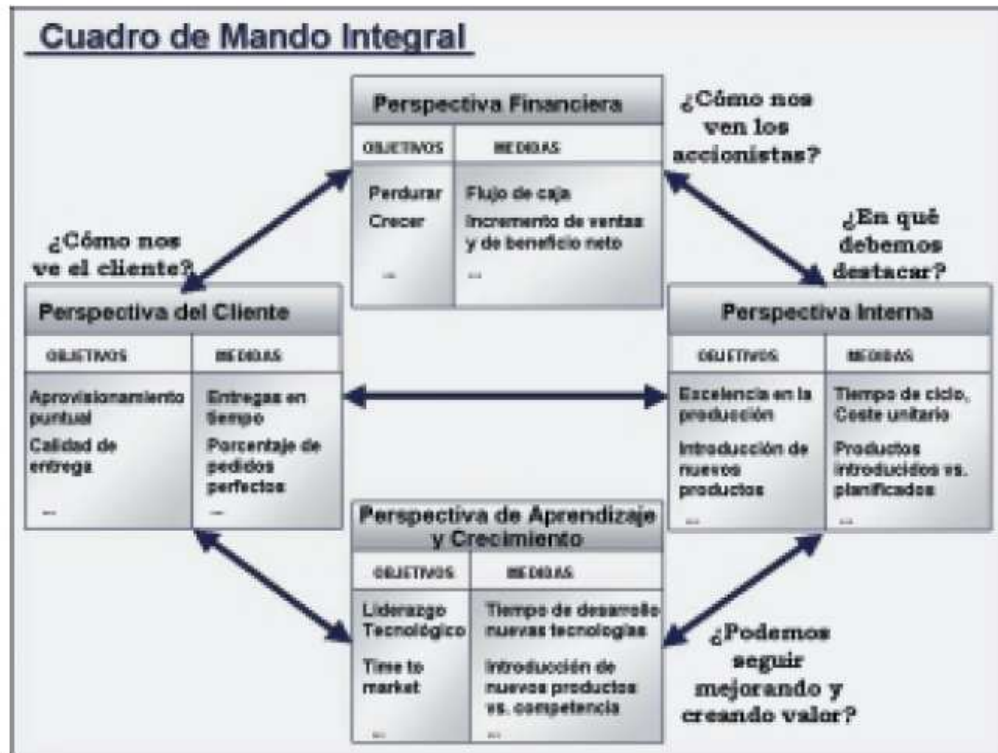 Cuadro de Mando Integral
Perspectiva Financiera
OBJETIVOS MEDIDAS
Perdurar Flujo de caja
Crecer Incremento de ventas
y de beneficio neto
... ...
¿Cómo nos
ven los
accionistas?
¿Cómo nos
ve el cliente?
Perspectiva del Cliente
OBJETIVOS MEDIDAS
Aprovisionamiento
puntual
Entregas en
tiempo
Calidad de
entrega
Porcentaje de
pedidos
perfectos
... ...
¿En qué
debemos
destacar?
Perspectiva Interna
OBJETIVOS MEDIDAS
Excelencia en la
producción
Tiempo de ciclo,
Coste unitario
Introducción de
nuevos
productos
Productos
introducidos vs.
planificados
... ...
Perspectiva de Aprendizaje
y Crecimiento
OBJETIVOS MEDIDAS
Liderazgo
Tecnológico
Tiempo de desarrollo
nuevas tecnologías
Time to
market
Introducción de
nuevos productos
vs. competencia
... ...
¿Podemos
seguir
mejorando y
creando valor?